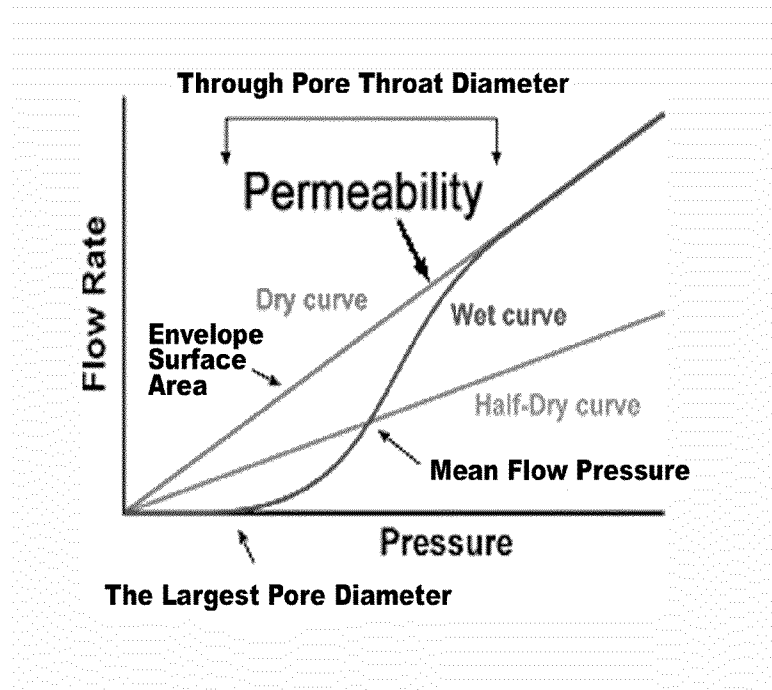 Through Pore Throat Diameter
Permeability
Dry curve
Wet curve
Envelope
Surface
Area
Flow Rate
Half-Dry curve
Mean Flow Pressure
Pressure
The Largest Pore Diameter